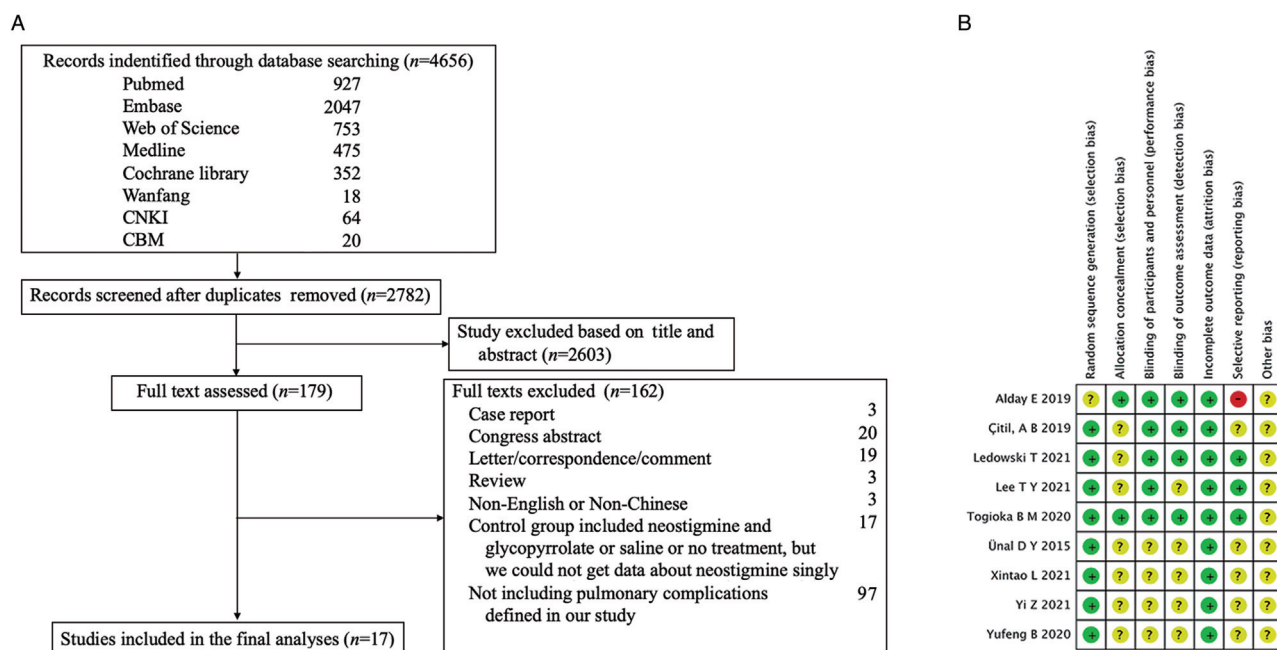 A
Records indentified through database searching (n=4656)
Pubmed 927
Embase 2047
Web of Science 753
Medline 475
Cochrane library 352
Wanfang 18
CNKI 64
CBM 20
Records screened after duplicates removed (n=2782)
Study excluded based on title and
abstract (n=2603)
Full text assessed (n=179)
Full texts excluded (n=162)
Case report 3
Congress abstract 20
Letter/correspondence/comment 19
Review 3
Non-English or Non-Chinese 3
Control group included neostigmine and 17
glycopyrrolate or saline or no treatment, but
we could not get data about neostigmine singly
Not including pulmonary complications 97
defined in our study
Studies included in the final analyses (n=17)
B
Random sequence generation (selection bias)
Allocation concealment (selection bias)
Blinding of participants and personnel (performance bias)
Blinding of outcome assessment (detection bias)
Incomplete outcome data (attrition bias)
Selective reporting (reporting bias)
Other bias
Alday E 2019 ? + + + + - ?
Çitil, A B 2019 + ? + + + ? ?
Ledowski T 2021 + ? + + + + ?
Lee T Y 2021 + ? + ? + + ?
Togioka B M 2020 + + + + + + ?
Ünal D Y 2015 + ? ? ? + ? ?
Xintao L 2021 + ? ? ? + ? ?
Yi Z 2021 + ? ? ? + ? ?
Yufeng B 2020 + ? ? ? + ? ?